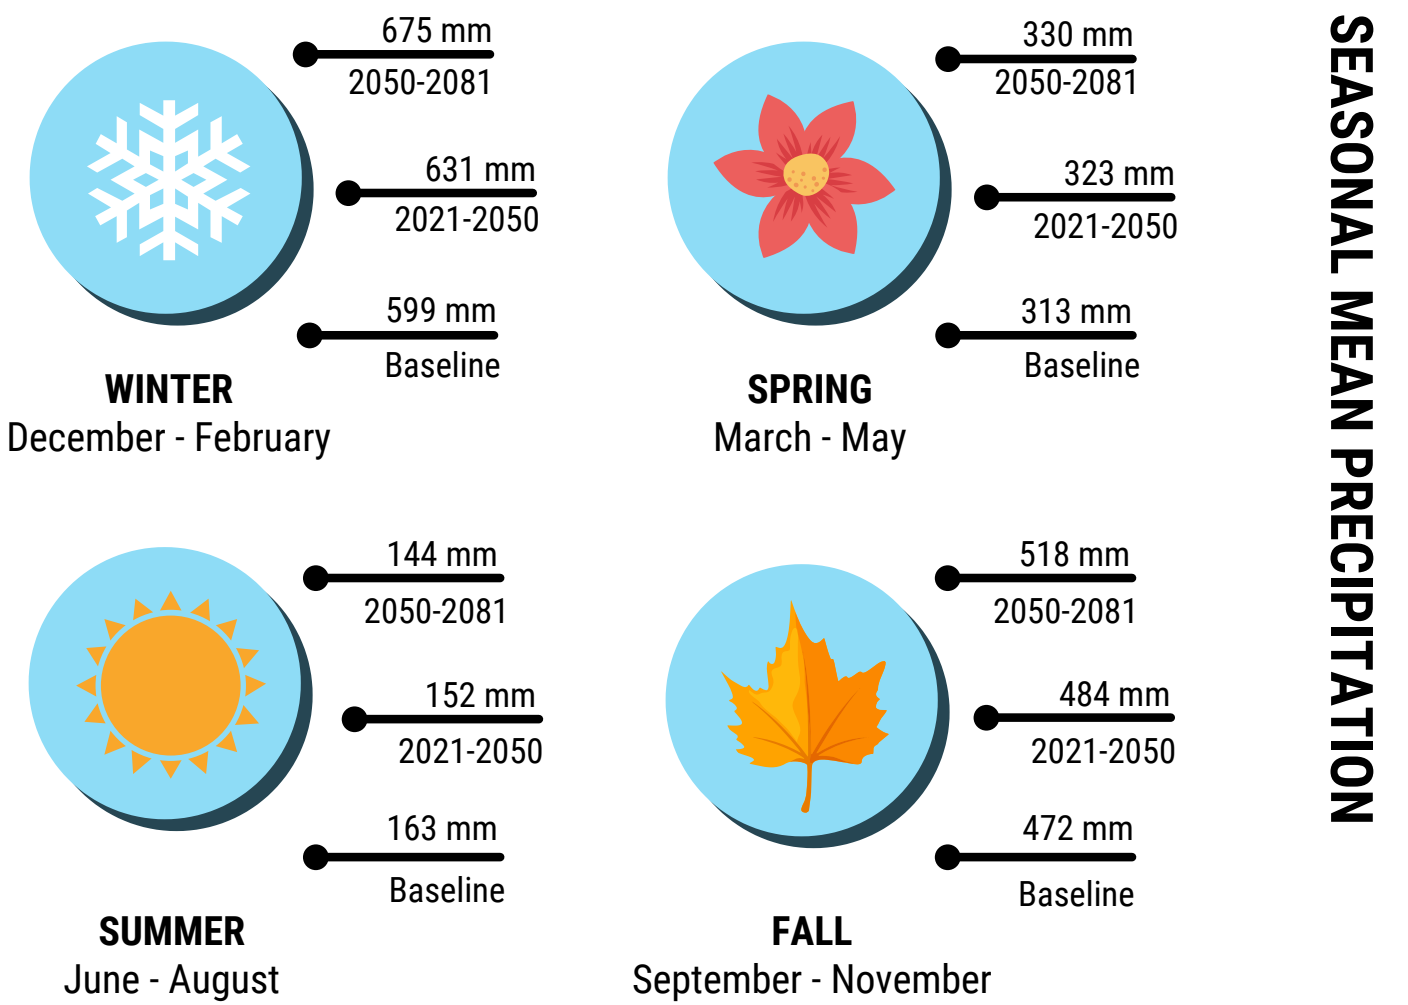 675 mm
2050-2081
631 mm
2021-2050
599 mm
Baseline
WINTER
December - February
330 mm
2050-2081
323 mm
2021-2050
313 mm
Baseline
SPRING
March - May
144 mm
2050-2081
152 mm
2021-2050
163 mm
Baseline
SUMMER
June - August
518 mm
2050-2081
484 mm
2021-2050
472 mm
Baseline
FALL
September - November
SEASONAL MEAN PRECIPITATION